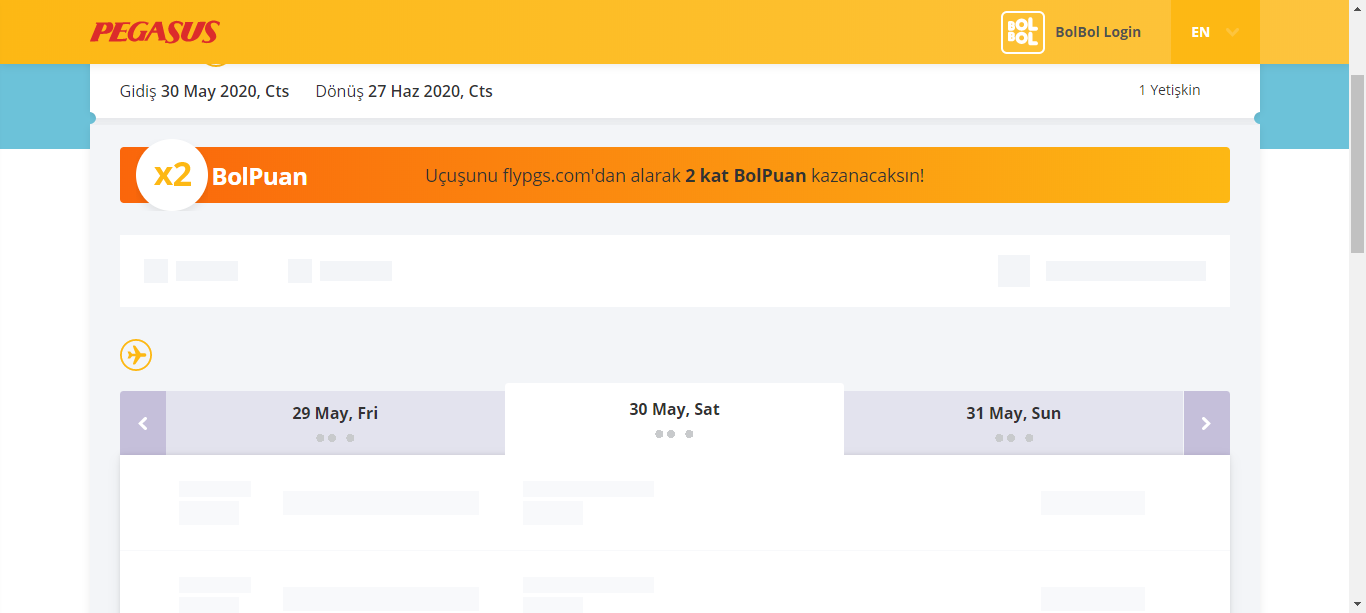 PEGASUS
BOL BOL
BolBol Login
EN
Gidiş 30 May 2020, Cts
Dönüş 27 Haz 2020, Cts
1 Yetişkin
x2 BolPuan
Uçuşunu flypgs.com'dan alarak 2 kat BolPuan kazanacaksın!
29 May, Fri
30 May, Sat
31 May, Sun